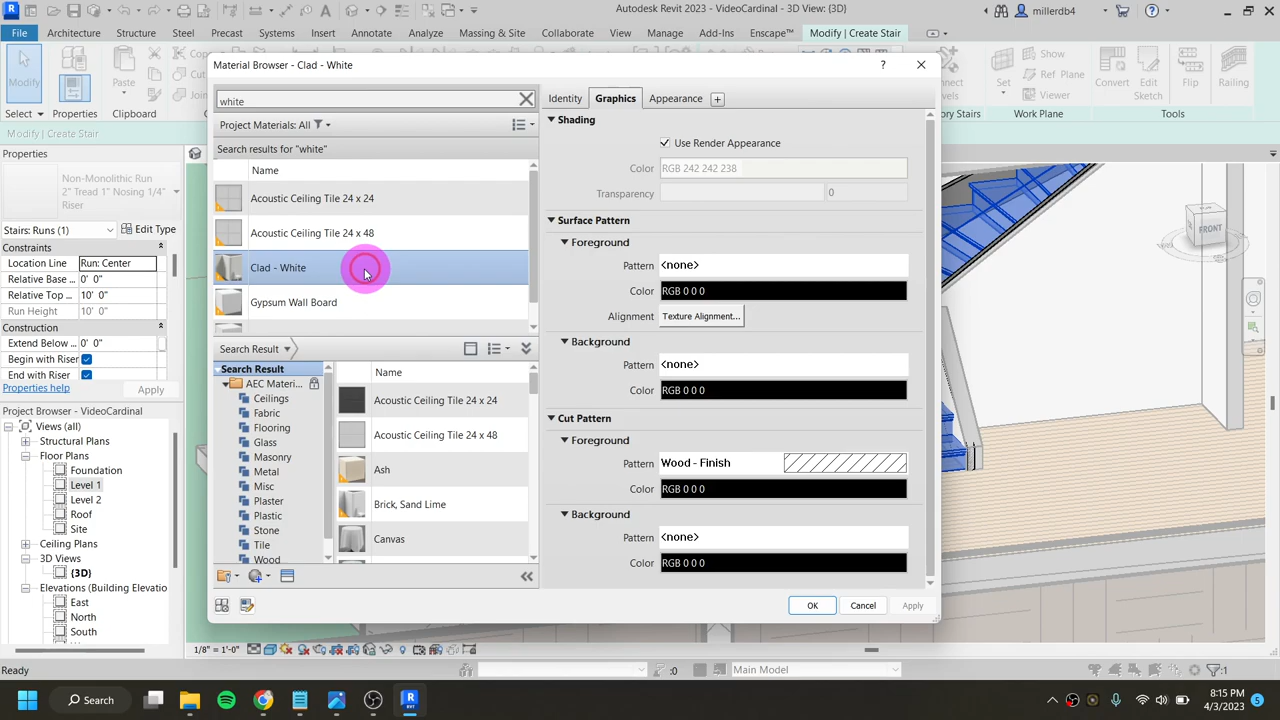 Autodesk Revit 2023 - VideoCardinal - 3D View: {3D}
millerdb4
File Architecture Structure Steel Precast Systems Insert Annotate Analyze Massing & Site Collaborate View Manage Add-Ins Enscape™ Modify | Create Stair
Modify
Paste
Show
Ref Plane
Viewer
Convert
Edit Sketch
Flip
Railing
Select Properties
Work Plane
Tools
Modify | Create Stair
Properties
Non-Monolithic Run
2" Tread 1" Nosing 1/4" Riser
Stairs: Runs (1) Edit Type
Constraints
Location Line Run: Center
Relative Base ... 0' 0"
Relative Top ... 10' 0"
Run Height 10' 0"
Construction
Extend Below ... 0' 0"
Begin with Riser
End with Riser
Properties help Apply
Project Browser - VideoCardinal
Views (all)
Structural Plans
Floor Plans
Foundation
Level 1
Level 2
Roof
Site
Ceiling Plans
3D Views
{3D}
Elevations (Building Elevatio
East
North
South
Material Browser - Clad - White
?
white
Project Materials: All
Search results for "white"
Name
Acoustic Ceiling Tile 24 x 24
Acoustic Ceiling Tile 24 x 48
Clad - White
Gypsum Wall Board
Search Result
Search Result
AEC Materi...
Ceilings
Fabric
Flooring
Glass
Masonry
Metal
Misc
Plaster
Plastic
Stone
Tile
Wood
Name
Acoustic Ceiling Tile 24 x 24
Acoustic Ceiling Tile 24 x 48
Ash
Brick, Sand Lime
Canvas
Identity Graphics Appearance +
Shading
Use Render Appearance
Color RGB 242 242 238
Transparency 0
Surface Pattern
Foreground
Pattern <none>
Color RGB 0 0 0
Alignment Texture Alignment...
Background
Pattern <none>
Color RGB 0 0 0
Cut Pattern
Foreground
Pattern Wood - Finish
Color RGB 0 0 0
Background
Pattern <none>
Color RGB 0 0 0
OK Cancel Apply
FRONT
1/8" = 1'-0"
Ready
:0
Main Model
:1
Search
8:15 PM
4/3/2023
5